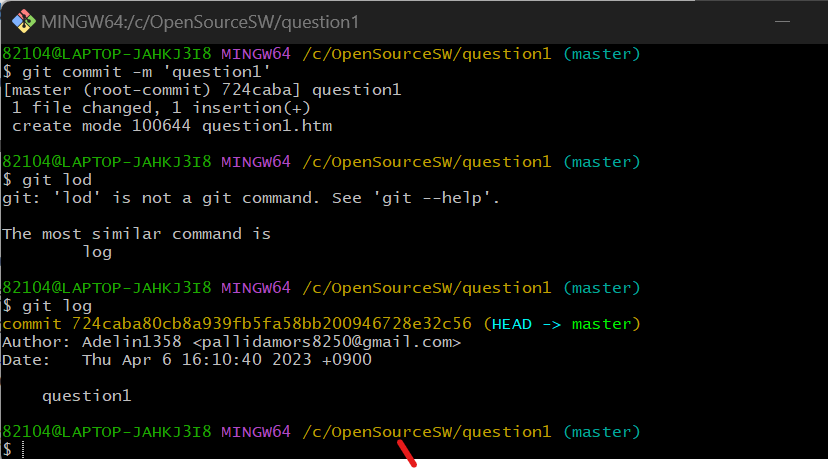 MINGW64:/c/OpenSourceSW/question1
82104@LAPTOP-JAHKJ3I8 MINGW64 /c/OpenSourceSW/question1 (master)
$ git commit -m 'question1'
[master (root-commit) 724caba] question1
 1 file changed, 1 insertion(+)
 create mode 100644 question1.htm
82104@LAPTOP-JAHKJ3I8 MINGW64 /c/OpenSourceSW/question1 (master)
$ git lod
git: 'lod' is not a git command. See 'git --help'.
The most similar command is
        log
82104@LAPTOP-JAHKJ3I8 MINGW64 /c/OpenSourceSW/question1 (master)
$ git log
commit 724caba80cb8a939fb5fa58bb200946728e32c56 (HEAD -> master)
Author: Adelin1358 <pallidamors8250@gmail.com>
Date:   Thu Apr 6 16:10:40 2023 +0900
    question1
82104@LAPTOP-JAHKJ3I8 MINGW64 /c/OpenSourceSW/question1 (master)
$